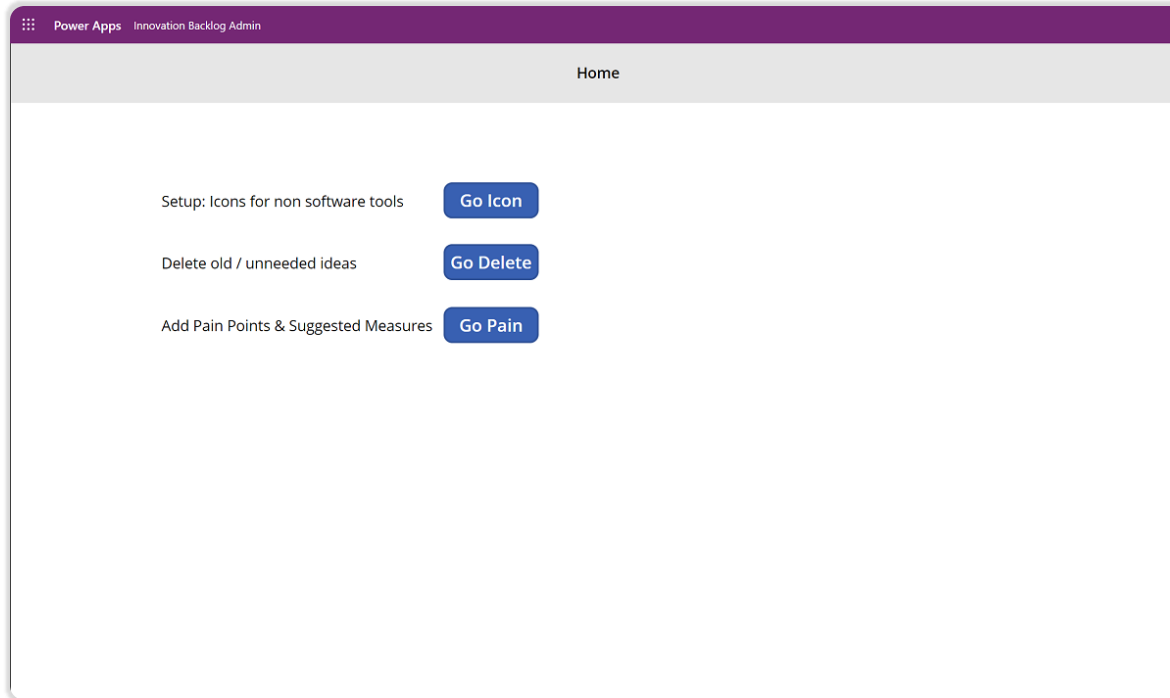 Power Apps Innovation Backlog Admin
Home
Setup: Icons for non software tools Go Icon
Delete old / unneeded ideas Go Delete
Add Pain Points & Suggested Measures Go Pain